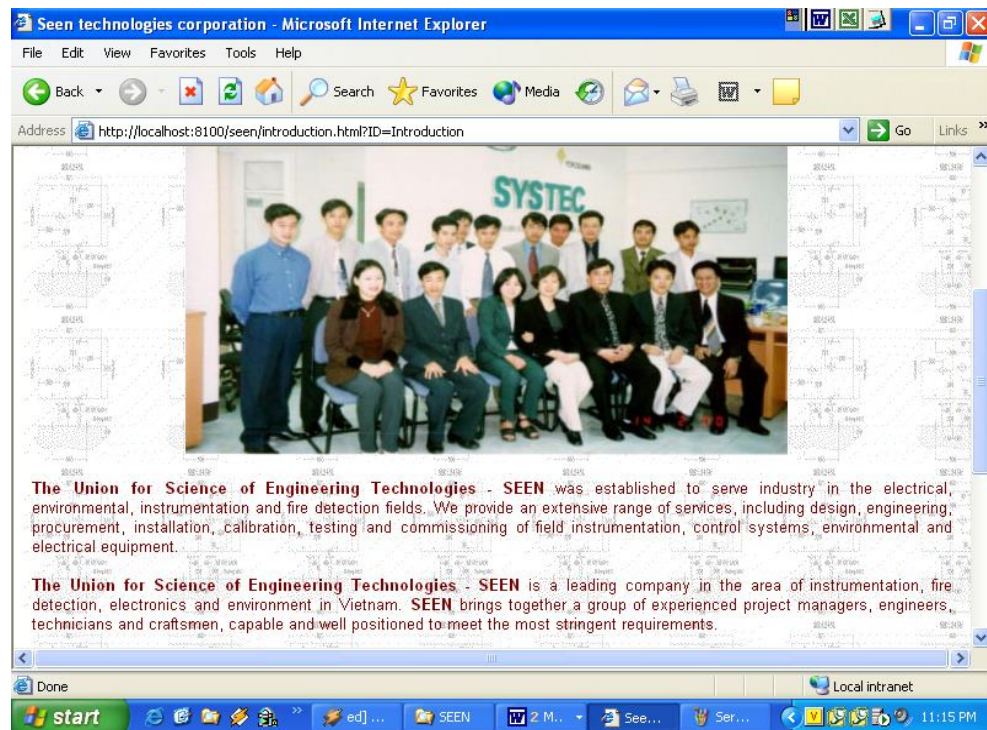 Seen technologies corporation - Microsoft Internet Explorer
File Edit View Favorites Tools Help
Back Search Favorites Media
Address http://localhost:8100/seen/introduction.html?ID=Introduction Go Links »
SYSTEC
The Union for Science of Engineering Technologies - SEEN was established to serve industry in the electrical,
environmental, instrumentation and fire detection fields. We provide an extensive range of services, including design, engineering,
procurement, installation, calibration, testing and commissioning of field instrumentation, control systems, environmental and
electrical equipment.
The Union for Science of Engineering Technologies - SEEN is a leading company in the area of instrumentation, fire
detection, electronics and environment in Vietnam. SEEN brings together a group of experienced project managers, engineers,
technicians and craftsmen, capable and well positioned to meet the most stringent requirements.
Done Local intranet
start » ed] ... SEEN 2 M.. See... Ser... 11:15 PM